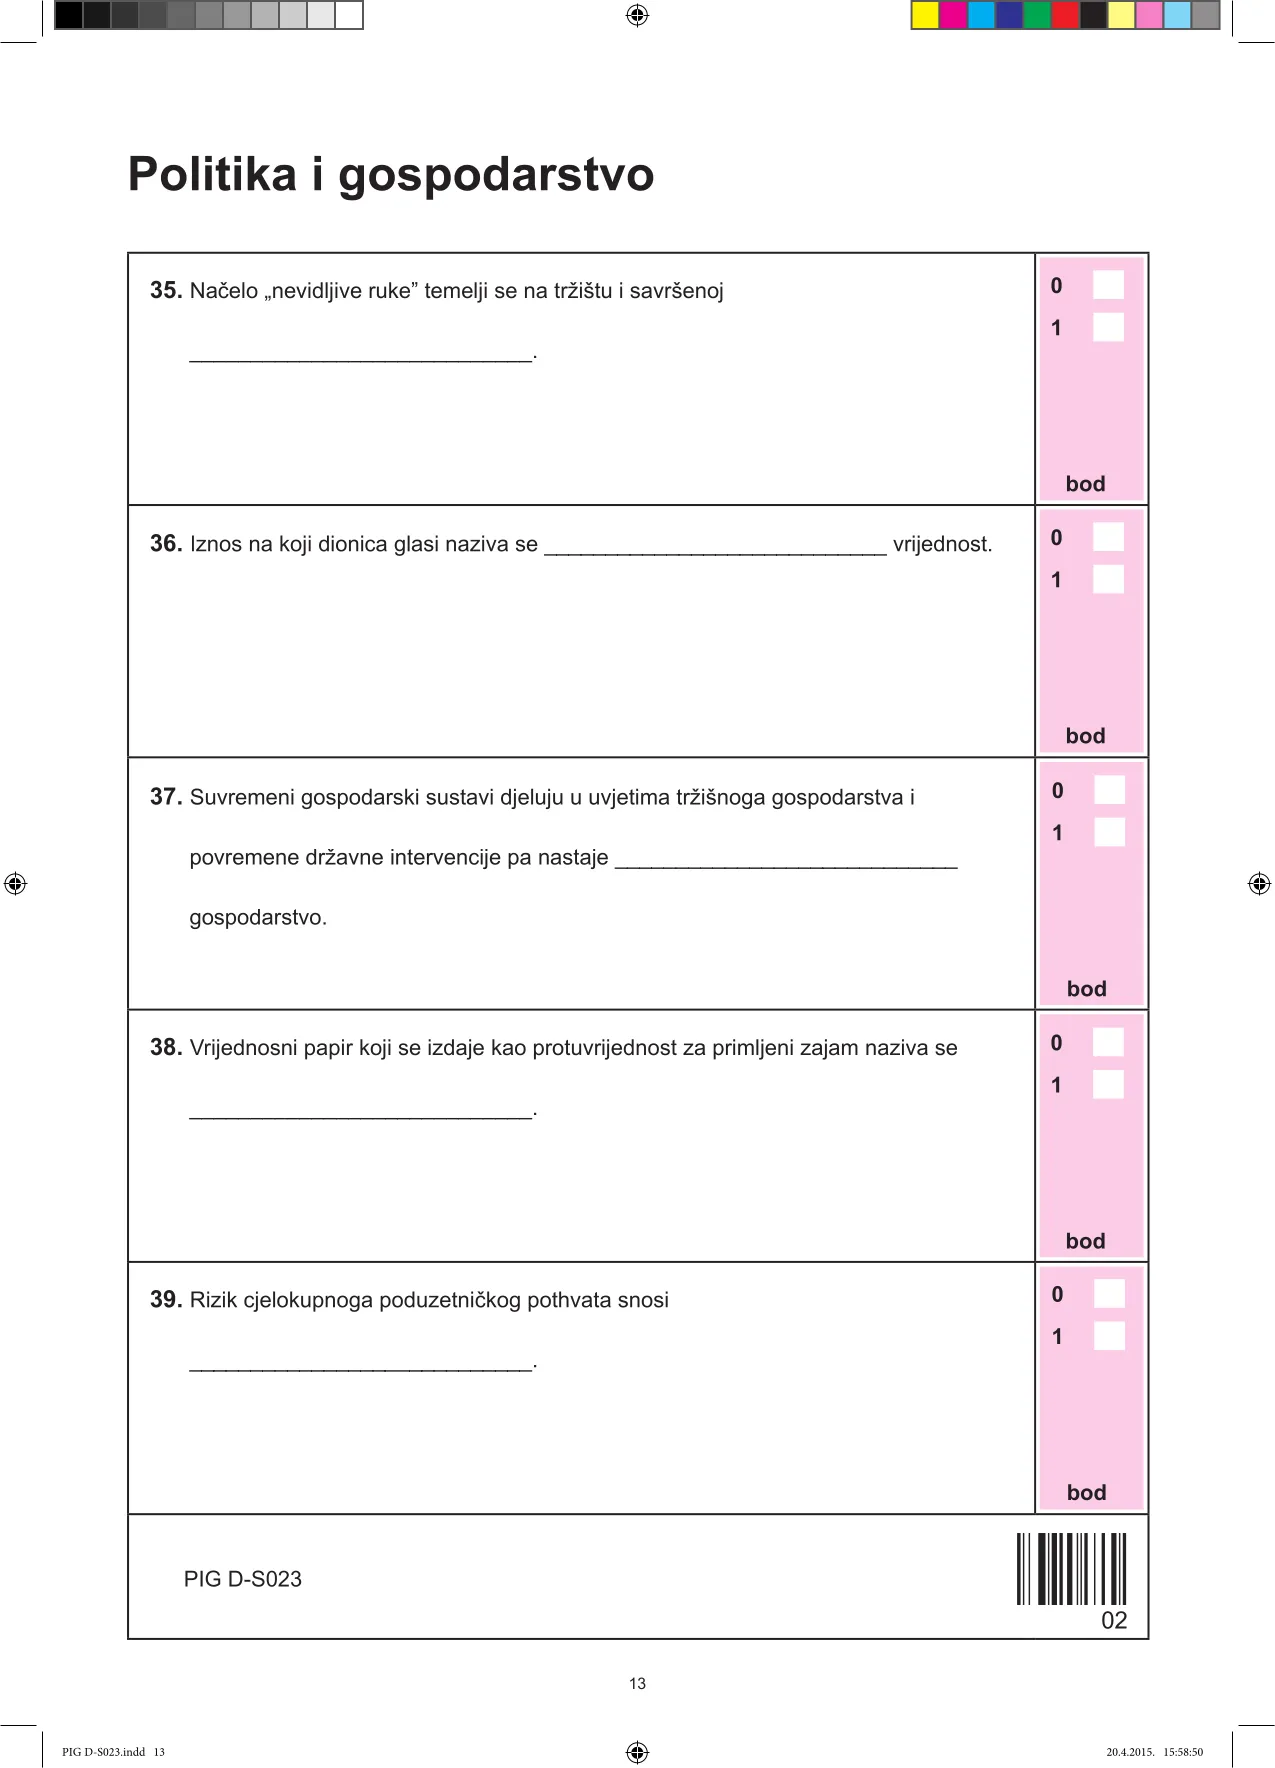 Politika i gospodarstvo
35. Načelo „nevidljive ruke” temelji se na tržištu i savršenoj
____________________________.
0
1
bod
36. Iznos na koji dionica glasi naziva se ____________________________ vrijednost.
0
1
bod
37. Suvremeni gospodarski sustavi djeluju u uvjetima tržišnoga gospodarstva i
povremene državne intervencije pa nastaje ____________________________
gospodarstvo.
0
1
bod
38. Vrijednosni papir koji se izdaje kao protuvrijednost za primljeni zajam naziva se
____________________________.
0
1
bod
39. Rizik cjelokupnoga poduzetničkog pothvata snosi
____________________________.
0
1
bod
PIG D-S023
02
13
PIG D-S023.indd 13
20.4.2015. 15:58:50